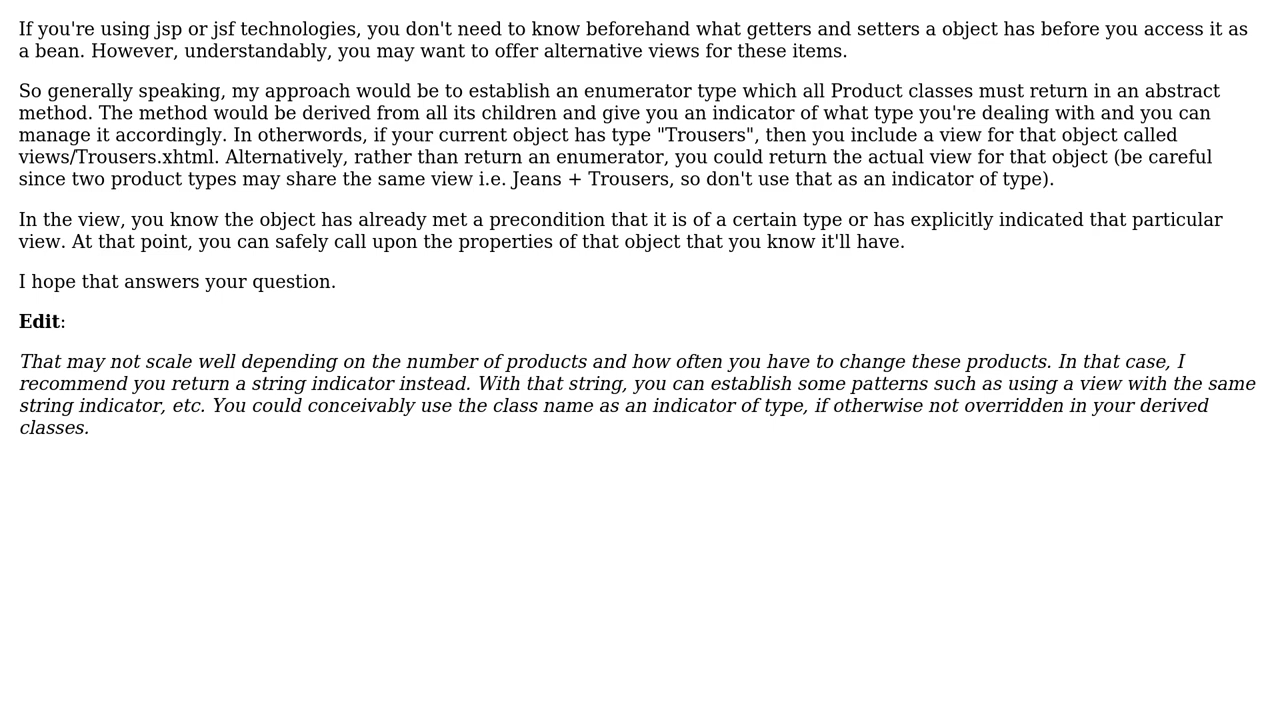 If you're using jsp or jsf technologies, you don't need to know beforehand what getters and setters a object has before you access it as
a bean. However, understandably, you may want to offer alternative views for these items.
So generally speaking, my approach would be to establish an enumerator type which all Product classes must return in an abstract
method. The method would be derived from all its children and give you an indicator of what type you're dealing with and you can
manage it accordingly. In otherwords, if your current object has type "Trousers", then you include a view for that object called
views/Trousers.xhtml. Alternatively, rather than return an enumerator, you could return the actual view for that object (be careful
since two product types may share the same view i.e. Jeans + Trousers, so don't use that as an indicator of type).
In the view, you know the object has already met a precondition that it is of a certain type or has explicitly indicated that particular
view. At that point, you can safely call upon the properties of that object that you know it'll have.
I hope that answers your question.
Edit:
That may not scale well depending on the number of products and how often you have to change these products. In that case, I
recommend you return a string indicator instead. With that string, you can establish some patterns such as using a view with the same
string indicator, etc. You could conceivably use the class name as an indicator of type, if otherwise not overridden in your derived
classes.